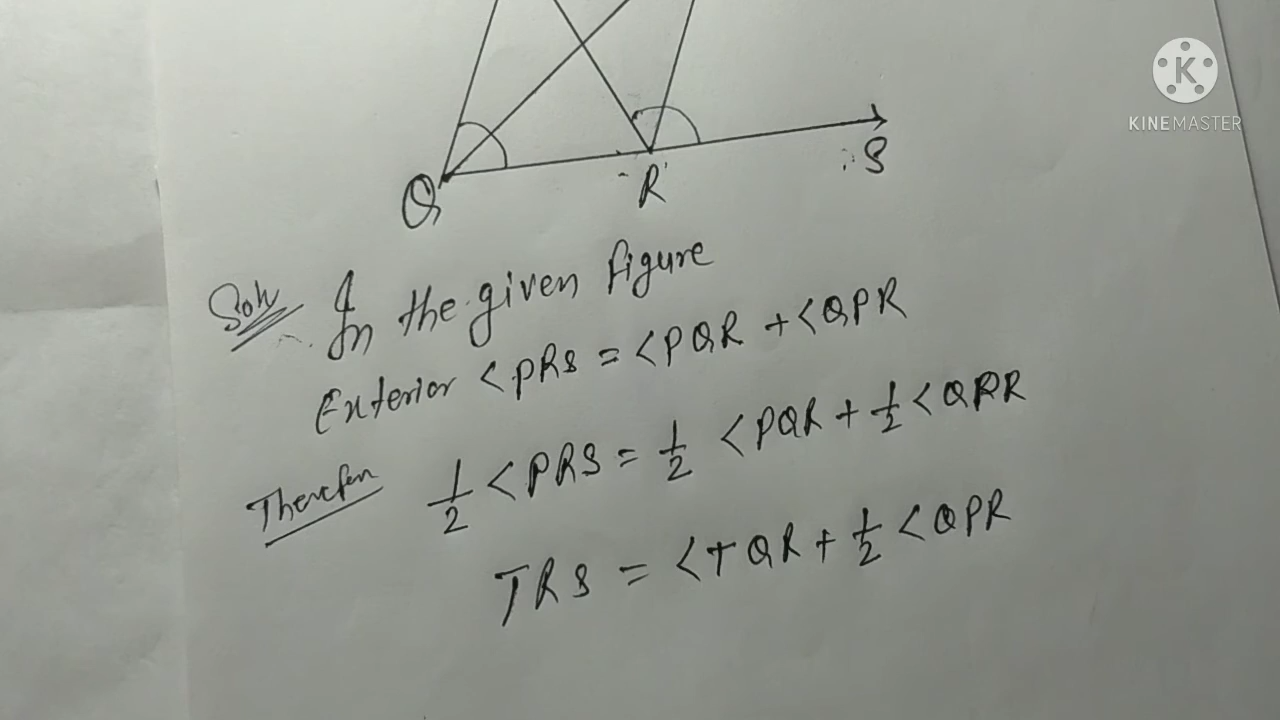 KINEMASTER
Q R S
Soln In the given figure
Exterior <PRS = <PQR + <QPR
Therefore 1/2 <PRS = 1/2 <PQR + 1/2 <QPR
TRS = <TQR + 1/2 <QPR